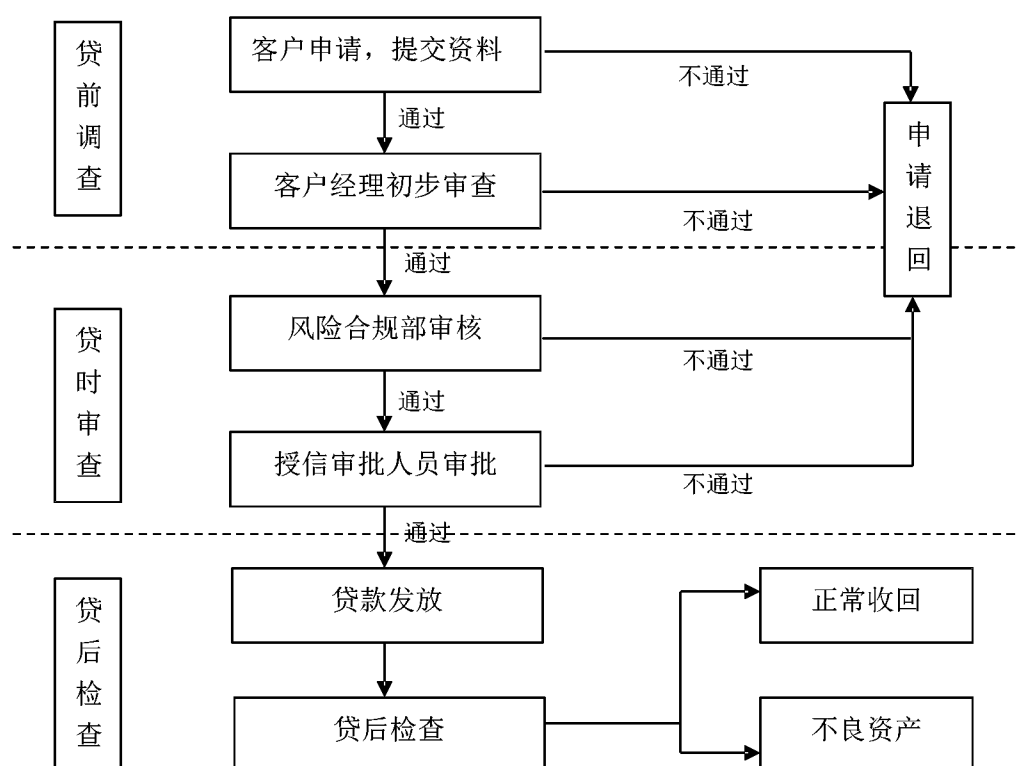 贷前调查
客户申请，提交资料
不通过
通过
申请退回
客户经理初步审查
不通过
通过
贷时审查
风险合规部审核
不通过
通过
授信审批人员审批
不通过
通过
贷后检查
贷款发放
正常收回
贷后检查
不良资产